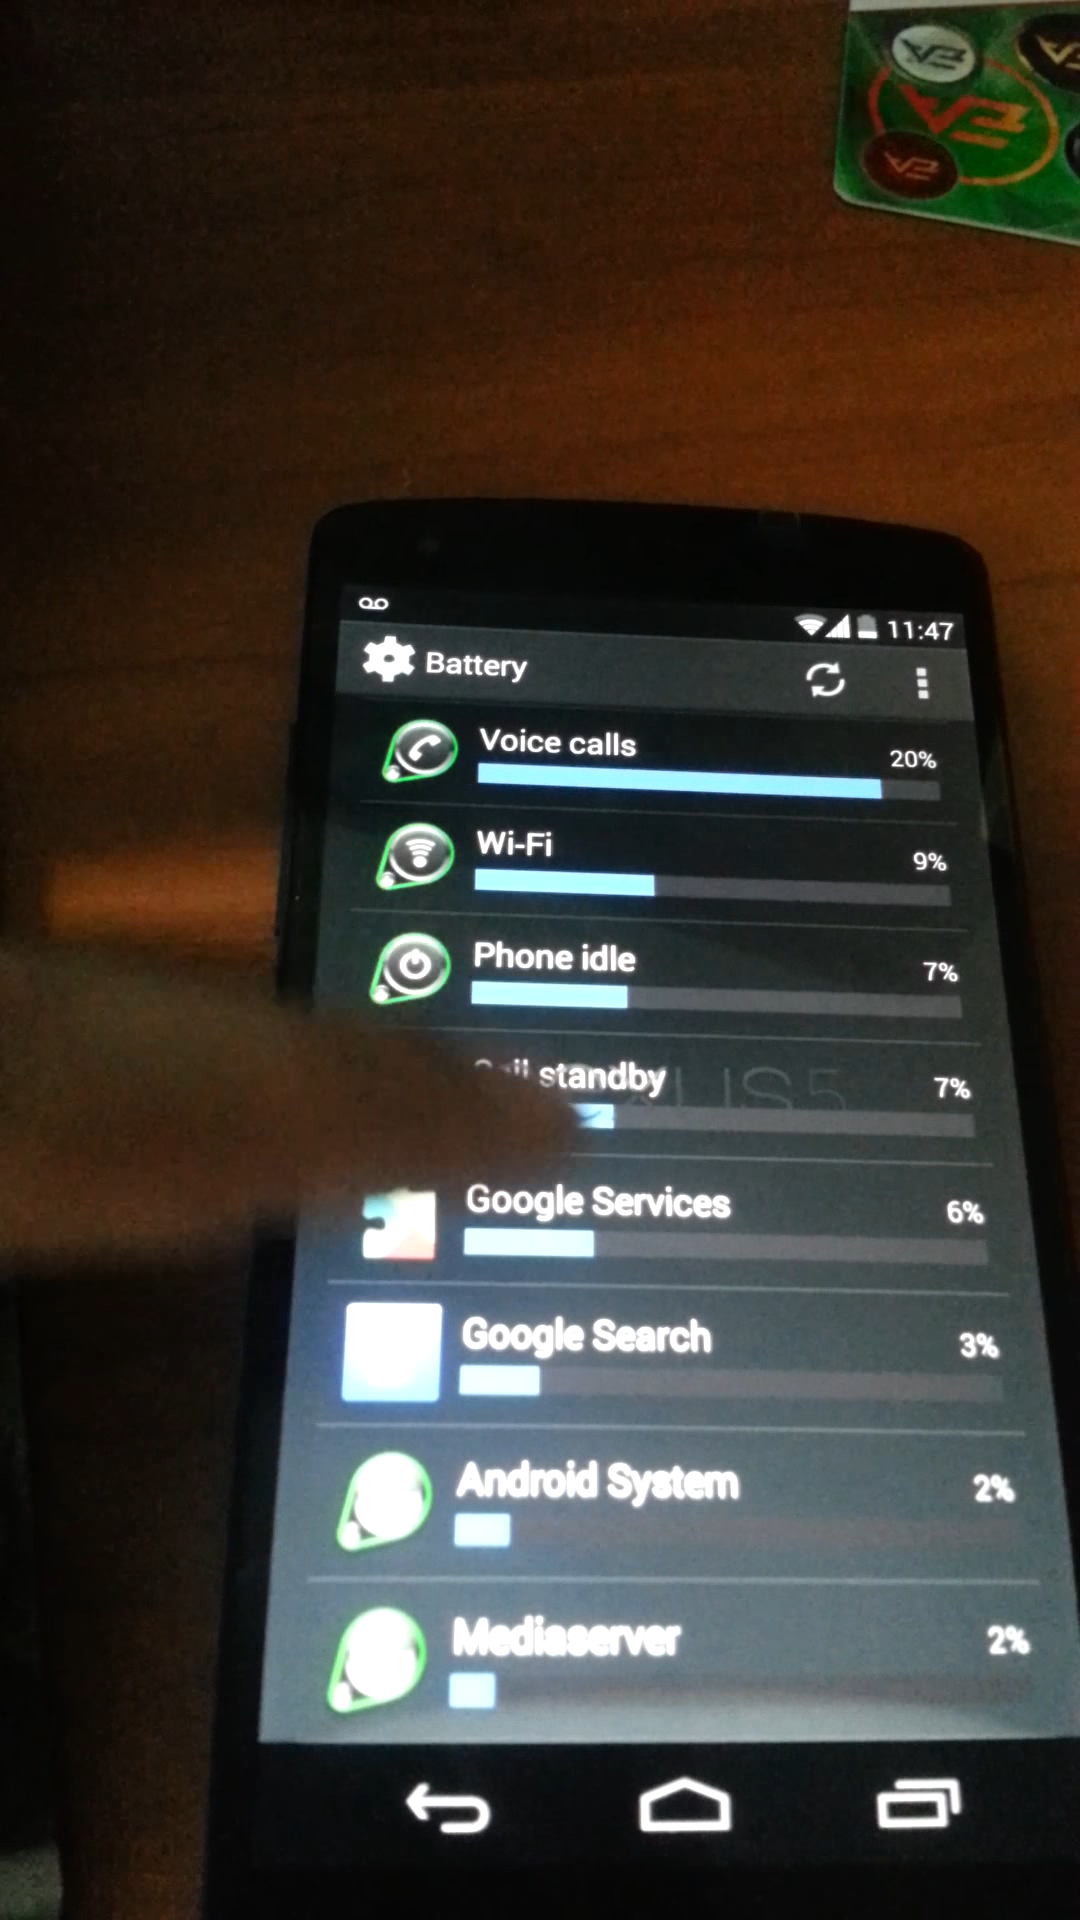 11:47
Battery
Voice calls
20%
Wi-Fi
9%
Phone idle
7%
standby
7%
Google Services
6%
Google Search
3%
Android System
2%
Mediaserver
2%